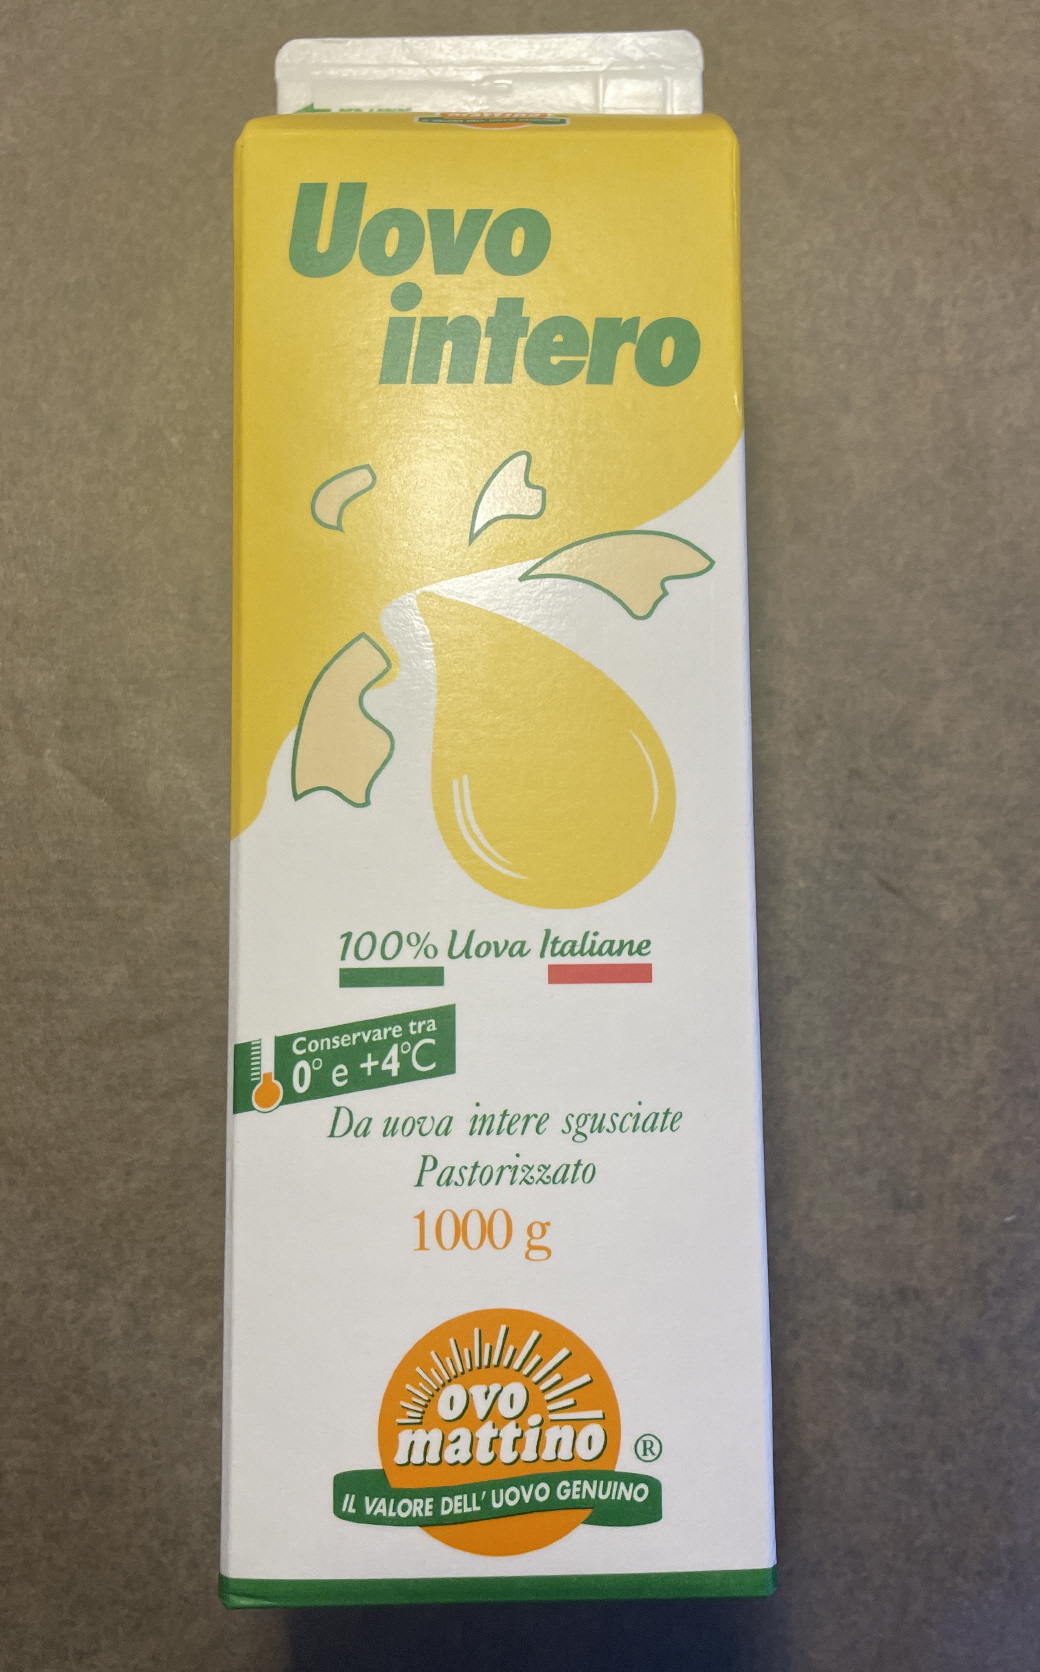 mattino
Uovo
intero
100% Uova Italiane
Conservare tra
0° e +4°C
Da uova intere sgusciate
Pastorizzato
1000 g
ovo
mattino
®
IL VALORE DELL' UOVO GENUINO